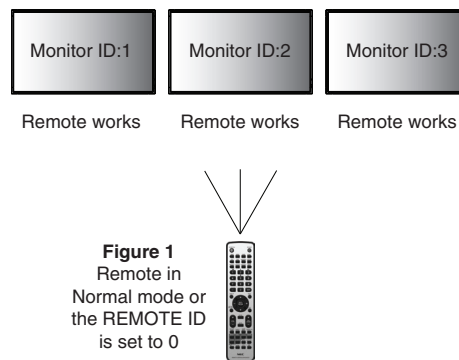 Monitor ID:1 Monitor ID:2 Monitor ID:3
Remote works Remote works Remote works
Figure 1
Remote in
Normal mode or
the REMOTE ID
is set to 0